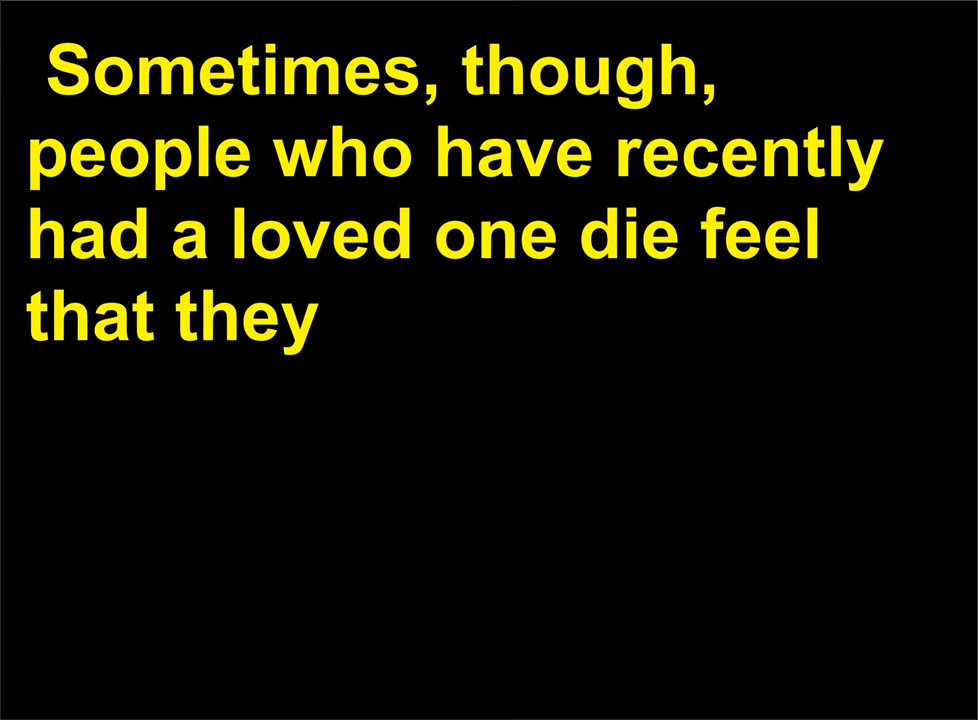 Sometimes, though,
people who have recently
had a loved one die feel
that they